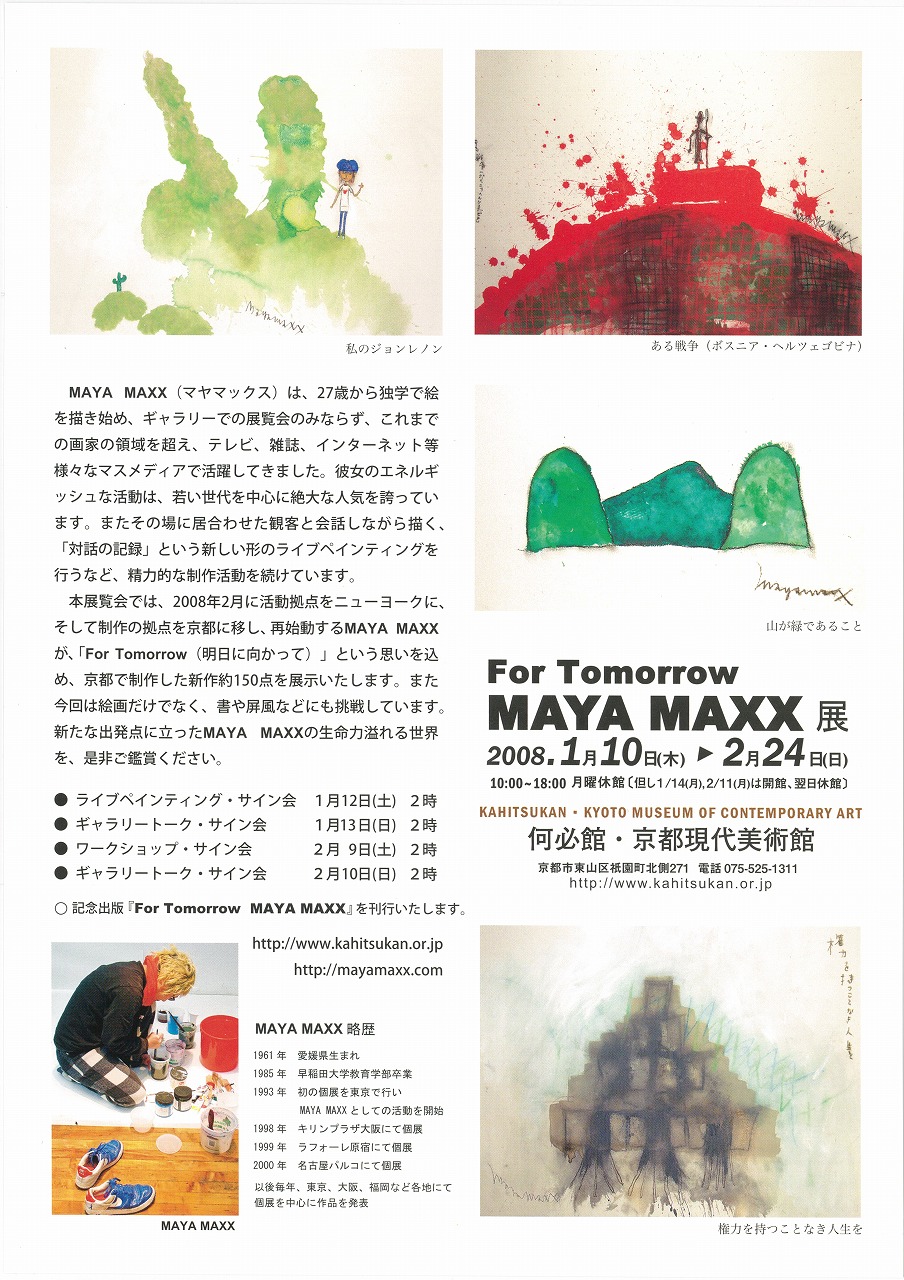 Mayamaxx
私のジョンレノン
mayamaxx
ある戦争（ボスニア・ヘルツェゴビナ）
MAYA MAXX（マヤマックス）は、27歳から独学で絵
を描き始め、ギャラリーでの展覧会のみならず、これまで
の画家の領域を超え、テレビ、雑誌、インターネット等
様々なマスメディアで活躍してきました。彼女のエネルギ
ッシュな活動は、若い世代を中心に絶大な人気を誇ってい
ます。またその場に居合わせた観客と会話しながら描く、
「対話の記録」という新しい形のライブペインティングを
行うなど、精力的な制作活動を続けています。
本展覧会では、2008年2月に活動拠点をニューヨークに、
そして制作の拠点を京都に移し、再始動するMAYA MAXX
が、「For Tomorrow（明日に向かって）」という思いを込
め、京都で制作した新作約150点を展示いたします。また
今回は絵画だけでなく、書や屏風などにも挑戦しています。
新たな出発点に立ったMAYA MAXXの生命力溢れる世界
を、是非ご鑑賞ください。
● ライブペインティング・サイン会 1月12日(土) 2時
● ギャラリートーク・サイン会 1月13日(日) 2時
● ワークショップ・サイン会 2月 9日(土) 2時
● ギャラリートーク・サイン会 2月10日(日) 2時
○ 記念出版『For Tomorrow MAYA MAXX』を刊行いたします。
http://www.kahitsukan.or.jp
http://mayamaxx.com
MAYA MAXX 略歴
1961年 愛媛県生まれ
1985年 早稲田大学教育学部卒業
1993年 初の個展を東京で行い
MAYA MAXXとしての活動を開始
1998年 キリンプラザ大阪にて個展
1999年 ラフォーレ原宿にて個展
2000年 名古屋パルコにて個展
以後毎年、東京、大阪、福岡など各地にて
個展を中心に作品を発表
MAYA MAXX
mayamaxx
山が緑であること
For Tomorrow
MAYA MAXX 展
2008.1月10日(木) ▶ 2月24日(日)
10:00~18:00 月曜休館〔但し1/14(月),2/11(月)は開館、翌日休館〕
KAHITSUKAN・KYOTO MUSEUM OF CONTEMPORARY ART
何必館・京都現代美術館
京都市東山区祇園町北側271 電話 075-525-1311
http://www.kahitsukan.or.jp
権力を持つことなき人生を
mayamaxx
権力を持つことなき人生を